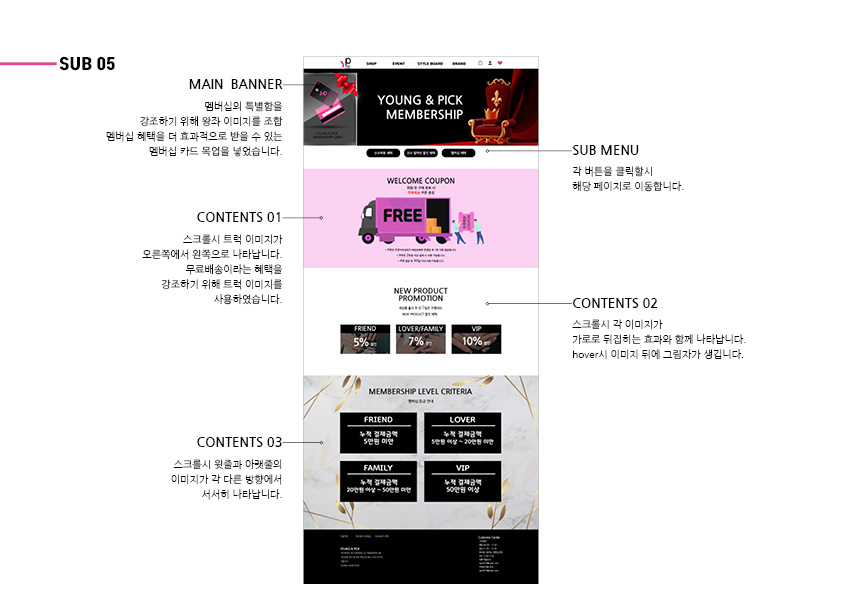 SUB 05
MAIN BANNER
멤버십의 특별함을
강조하기 위해 왕좌 이미지를 조합
멤버십 혜택을 더 효과적으로 받을 수 있는
멤버십 카드 목업을 넣었습니다.
CONTENTS 01
스크롤시 트럭 이미지가
오른쪽에서 왼쪽으로 나타납니다.
무료배송이라는 혜택을
강조하기 위해 트럭 이미지를
사용하였습니다.
CONTENTS 03
스크롤시 윗줄과 아랫줄의
이미지가 각 다른 방향에서
서서히 나타납니다.
SHOP EVENT STYLE BOARD BRAND
YOUNG & PICK
MEMBERSHIP
WELCOME COUPON
FREE
NEW PRODUCT
PROMOTION
FRIEND
5% 할인
LOVER/FAMILY
7% 할인
VIP
10% 할인
MEMBERSHIP LEVEL CRITERIA
멤버십 등급 안내
FRIEND
누적 결제금액
5만원 미만
LOVER
누적 결제금액
5만원 이상 ~ 20만원 미만
FAMILY
누적 결제금액
20만원 이상 ~ 50만원 미만
VIP
누적 결제금액
50만원 이상
YOUNG & PICK
Customer Center
SUB MENU
각 버튼을 클릭할시
해당 페이지로 이동합니다.
CONTENTS 02
스크롤시 각 이미지가
가로로 뒤집히는 효과와 함께 나타납니다.
hover시 이미지 뒤에 그림자가 생깁니다.